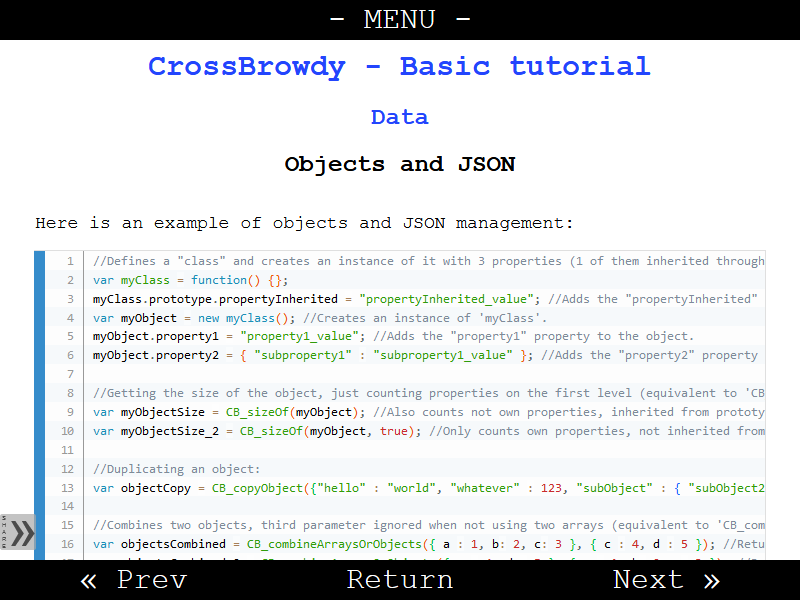 - MENU -
CrossBrowdy - Basic tutorial
Data
Objects and JSON
Here is an example of objects and JSON management:
1 //Defines a "class" and creates an instance of it with 3 properties (1 of them inherited through
2 var myClass = function() {};
3 myClass.prototype.propertyInherited = "propertyInherited_value"; //Adds the "propertyInherited"
4 var myObject = new myClass(); //Creates an instance of 'myClass'.
5 myObject.property1 = "property1_value"; //Adds the "property1" property to the object.
6 myObject.property2 = { "subproperty1" : "subproperty1_value" }; //Adds the "property2" property
7
8 //Getting the size of the object, just counting properties on the first level (equivalent to 'CB
9 var myObjectSize = CB_sizeOf(myObject); //Also counts not own properties, inherited from prototy
10 var myObjectSize_2 = CB_sizeOf(myObject, true); //Only counts own properties, not inherited from
11
12 //Duplicating an object:
13 var objectCopy = CB_copyObject({"hello" : "world", "whatever" : 123, "subObject" : { "subObject2
14
15 //Combines two objects, third parameter ignored when not using two arrays (equivalent to 'CB_com
16 var objectsCombined = CB_combineArraysOrObjects({ a : 1, b: 2, c: 3 }, { c : 4, d : 5 }); //Retu
SHARE »
« Prev Return Next »